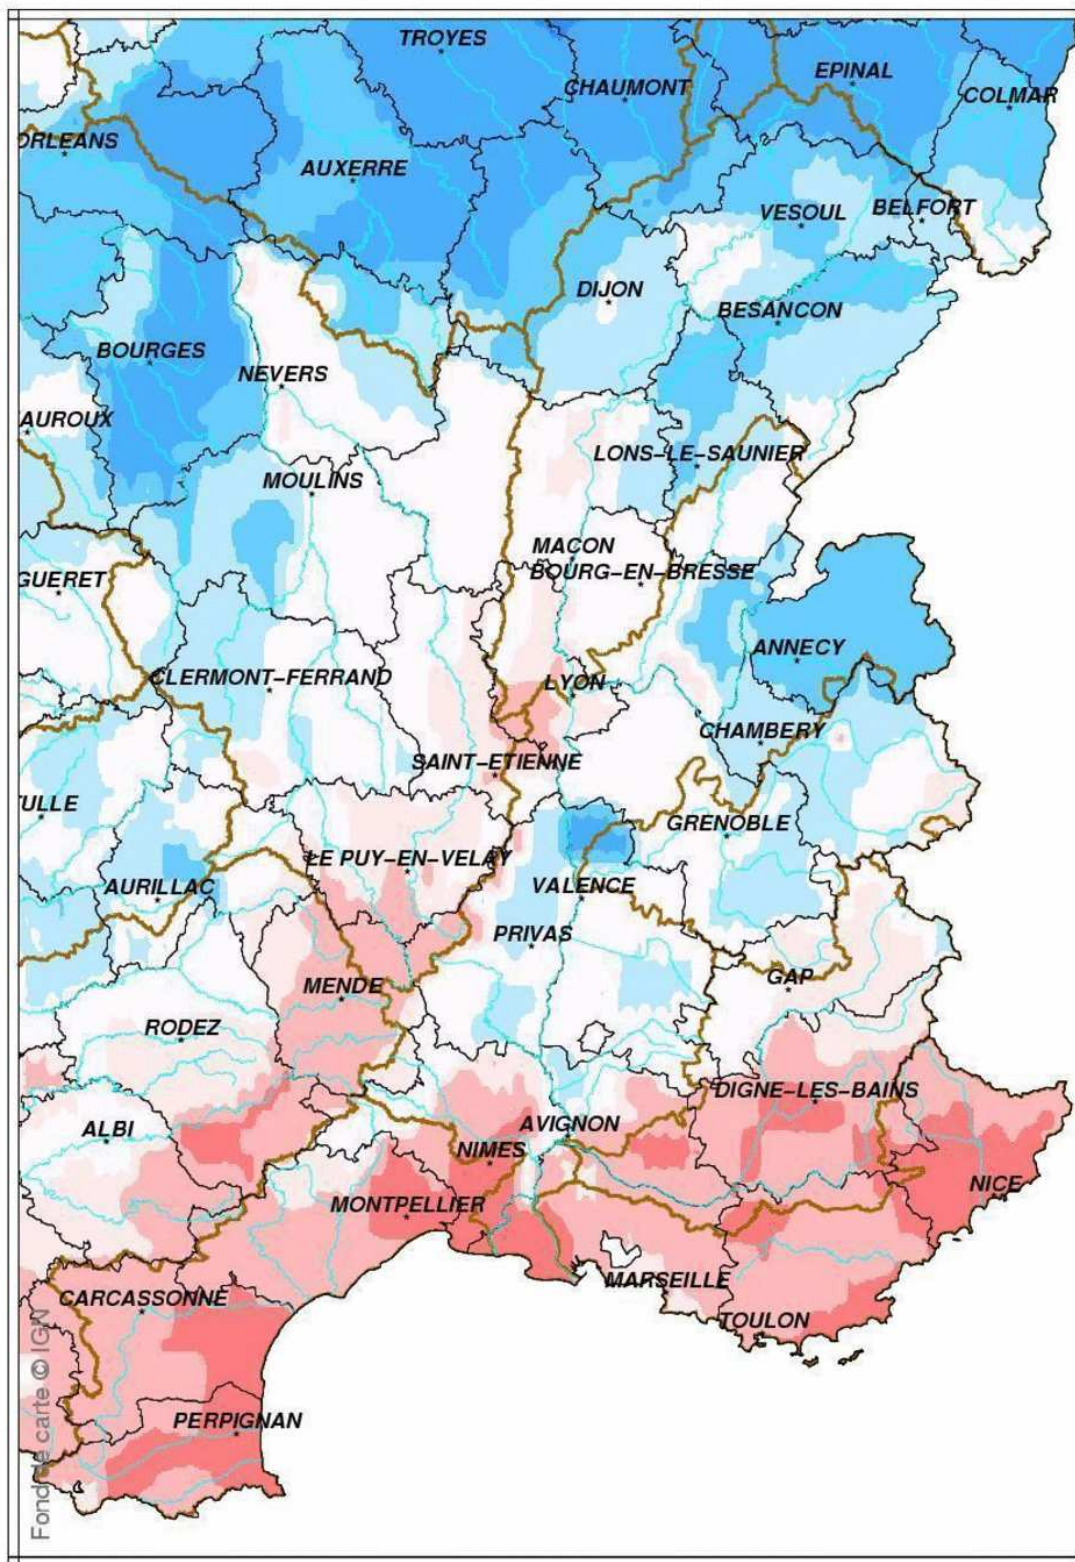 TROYES
EPINAL
CHAUMONT
COLMAR
ORLEANS
AUXERRE
VESOUL
BELFORT
DIJON
BESANCON
BOURGES
NEVERS
AUROUX
LONS-LE-SAUNIER
MOULINS
MACON
BOURG-EN-BRESSE
GUERET
ANNECY
CLERMONT-FERRAND
LYON
CHAMBERY
SAINT-ETIENNE
TULLE
GRENOBLE
LE PUY-EN-VELAY
AURILLAC
VALENCE
PRIVAS
GAP
MENDE
RODEZ
DIGNE-LES-BAINS
ALBI
AVIGNON
NIMES
NICE
MONTPELLIER
MARSEILLE
CARCASSONNE
TOULON
PERPIGNAN
Fond de carte © IGN